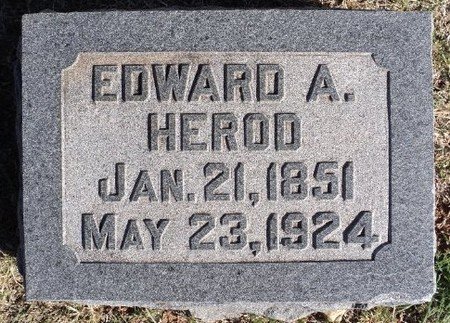 EDWARD A.
HEROD
JAN. 21, 1851
MAY 23, 1924